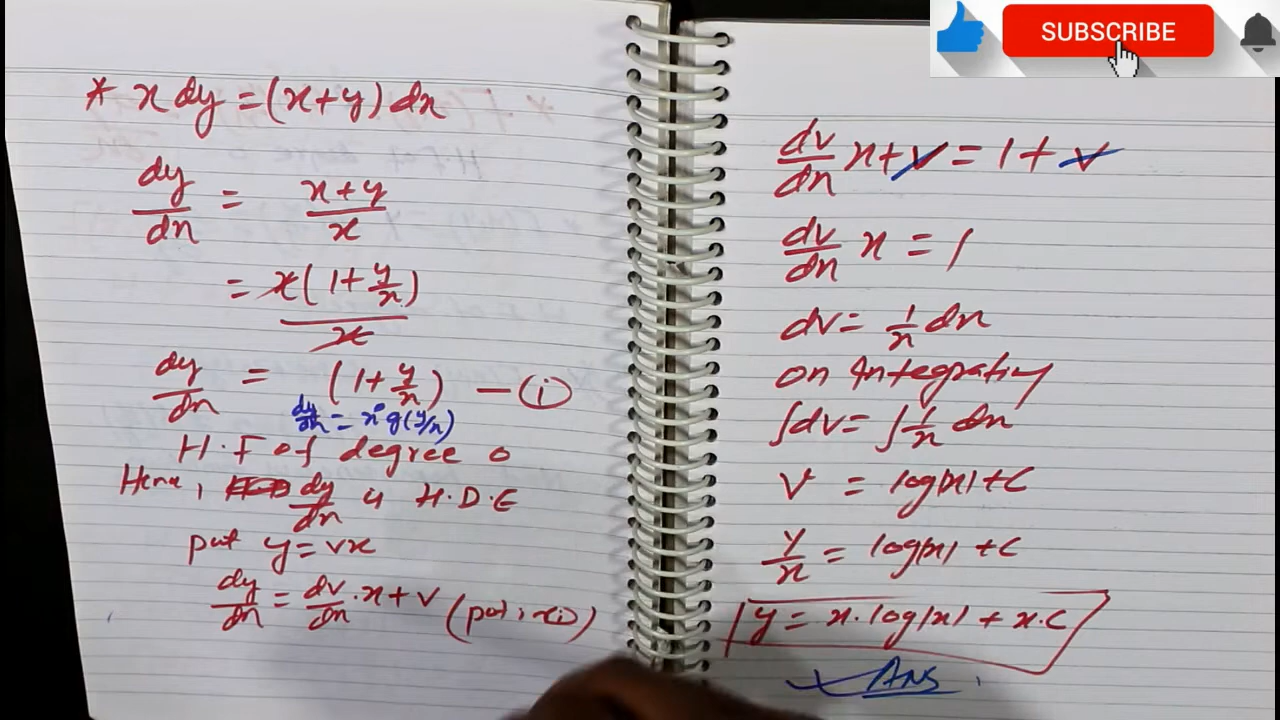 * x dy = (x+y) dx
dy/dx = x+y/x
= x(1+y/x)/x
dy/dx = (1+y/x) —(i)
dy/dx = x⁰ g(y/x)
H.F of degree 0
Hence, dy/dx is H.D.E
put y = vx
dy/dx = dv/dx · x + v (put in (i))
SUBSCRIBE
dv/dx x + v = 1 + v
dv/dx x = 1
dv = 1/x dx
on Integrating
∫dv = ∫1/x dx
v = log|x| + c
y/x = log|x| + c
y = x. log|x| + x.c
Ans.